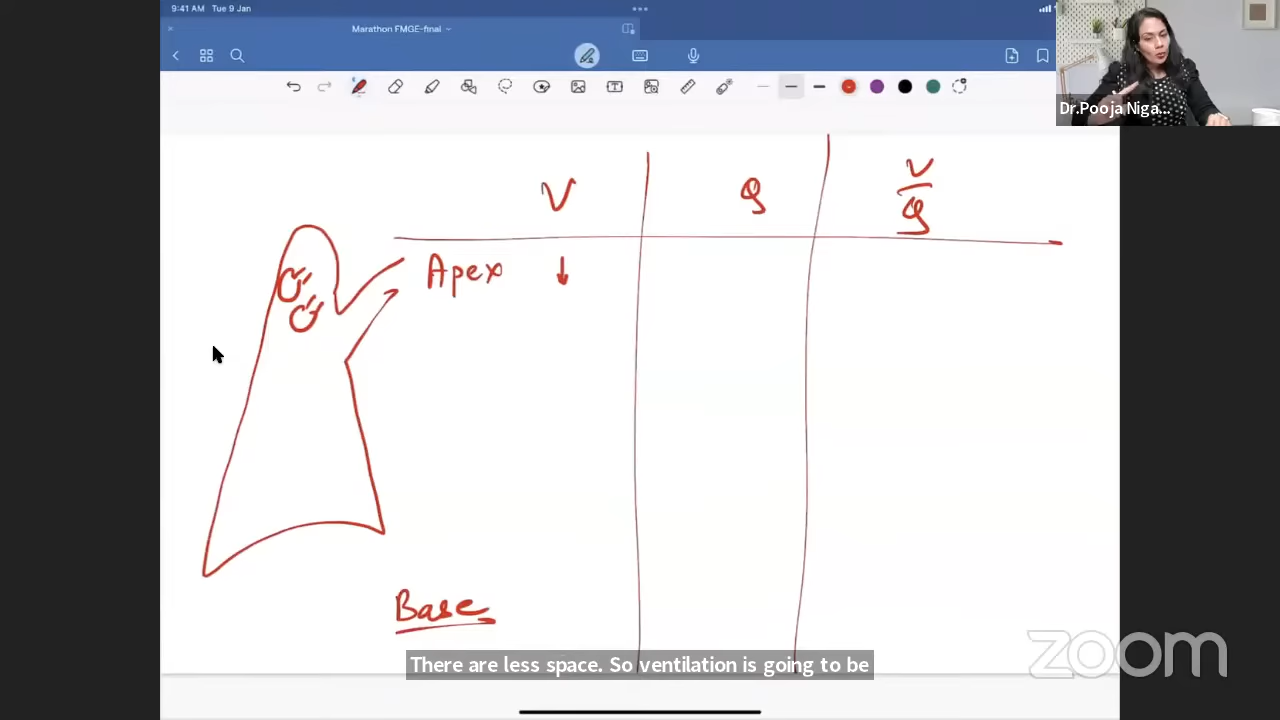 9:41 AM Tue 9 Jan
Marathon FMGE-final
Dr.Pooja Niga...
V Q V/Q
Apex ↓
Base
There are less space. So ventilation is going to be
zoom